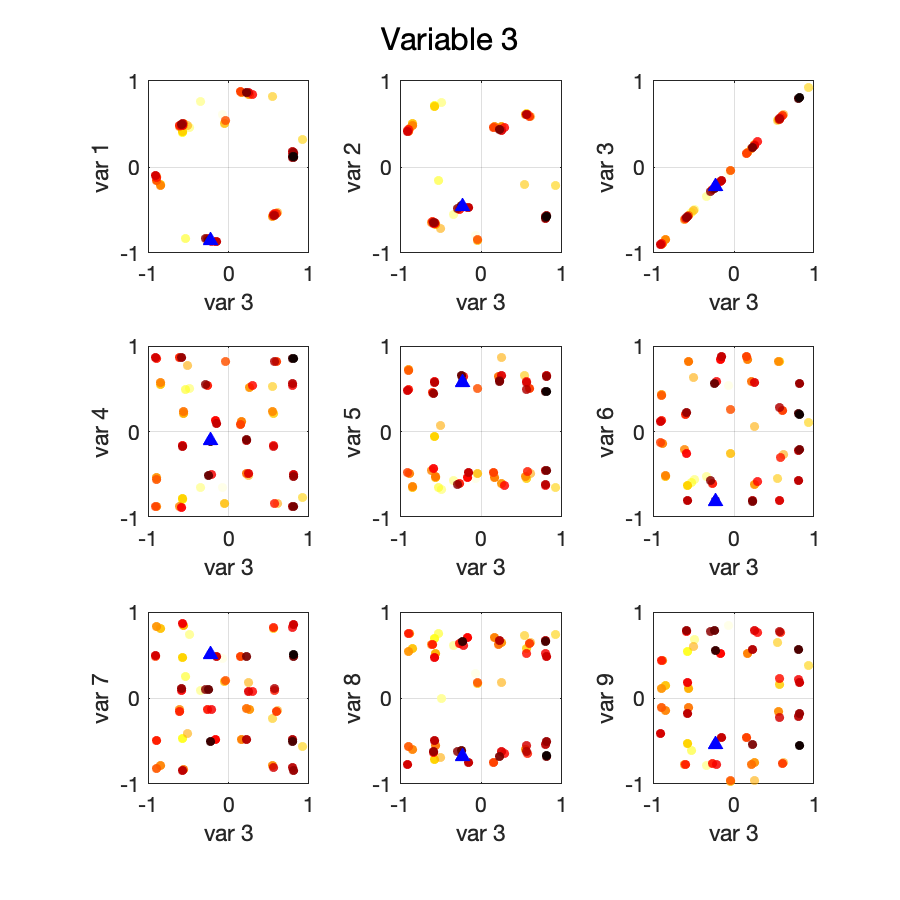 Variable 3
1 1 1
var 1 0 var 2 0 var 3 0
-1 -1 -1
-1 0 1 -1 0 1 -1 0 1
var 3 var 3 var 3
1 1 1
var 4 0 var 5 0 var 6 0
-1 -1 -1
-1 0 1 -1 0 1 -1 0 1
var 3 var 3 var 3
1 1 1
var 7 0 var 8 0 var 9 0
-1 -1 -1
-1 0 1 -1 0 1 -1 0 1
var 3 var 3 var 3